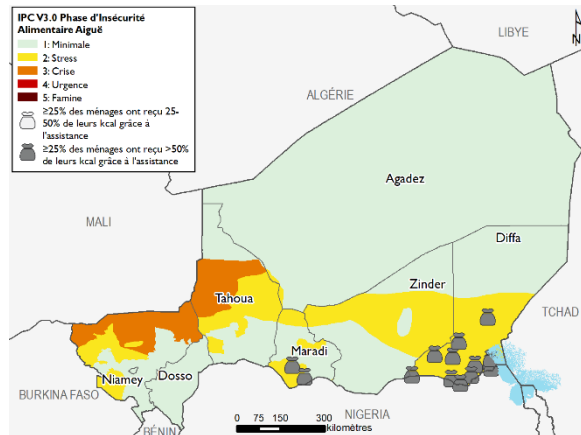 IPC V3.0 Phase d'Insécurité
Alimentaire Aiguë
1: Minimale
2: Stress
3: Crise
4: Urgence
5: Famine
≥25% des ménages ont reçu 25-
50% de leurs kcal grâce à
l'assistance
≥25% des ménages ont reçu >50%
de leurs kcal grâce à l'assistance
LIBYE
N
ALGÉRIE
Agadez
MALI
Diffa
Zinder
Tahoua
TCHAD
Maradi
Niamey
Dosso
BURKINA FASO
NIGERIA
0 75 150 300
kilomètres
BÉNIN